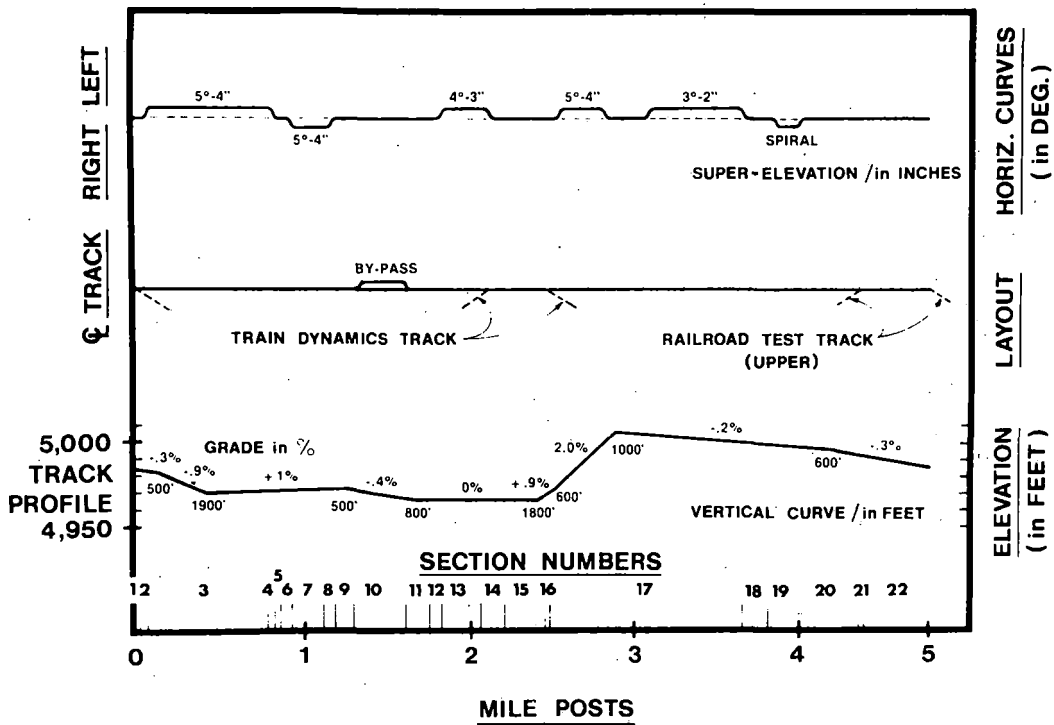 LEFT
RIGHT
5°-4"
5°-4"
4°-3"
5°-4"
3°-2"
SPIRAL
SUPER-ELEVATION /in INCHES
HORIZ. CURVES
(in DEG.)
℄ TRACK
BY-PASS
TRAIN DYNAMICS TRACK
RAILROAD TEST TRACK
(UPPER)
LAYOUT
5,000
TRACK
PROFILE
4,950
GRADE in %
-.3% -.9% +1% -.4% 0% +.9% 2.0% -.2% -.3%
500' 1900' 500' 800' 1800' 600' 1000' 600'
VERTICAL CURVE /in FEET
ELEVATION
(in FEET)
SECTION NUMBERS
1 2 3 4 5 6 7 8 9 10 11 12 13 14 15 16 17 18 19 20 21 22
0 1 2 3 4 5
MILE POSTS